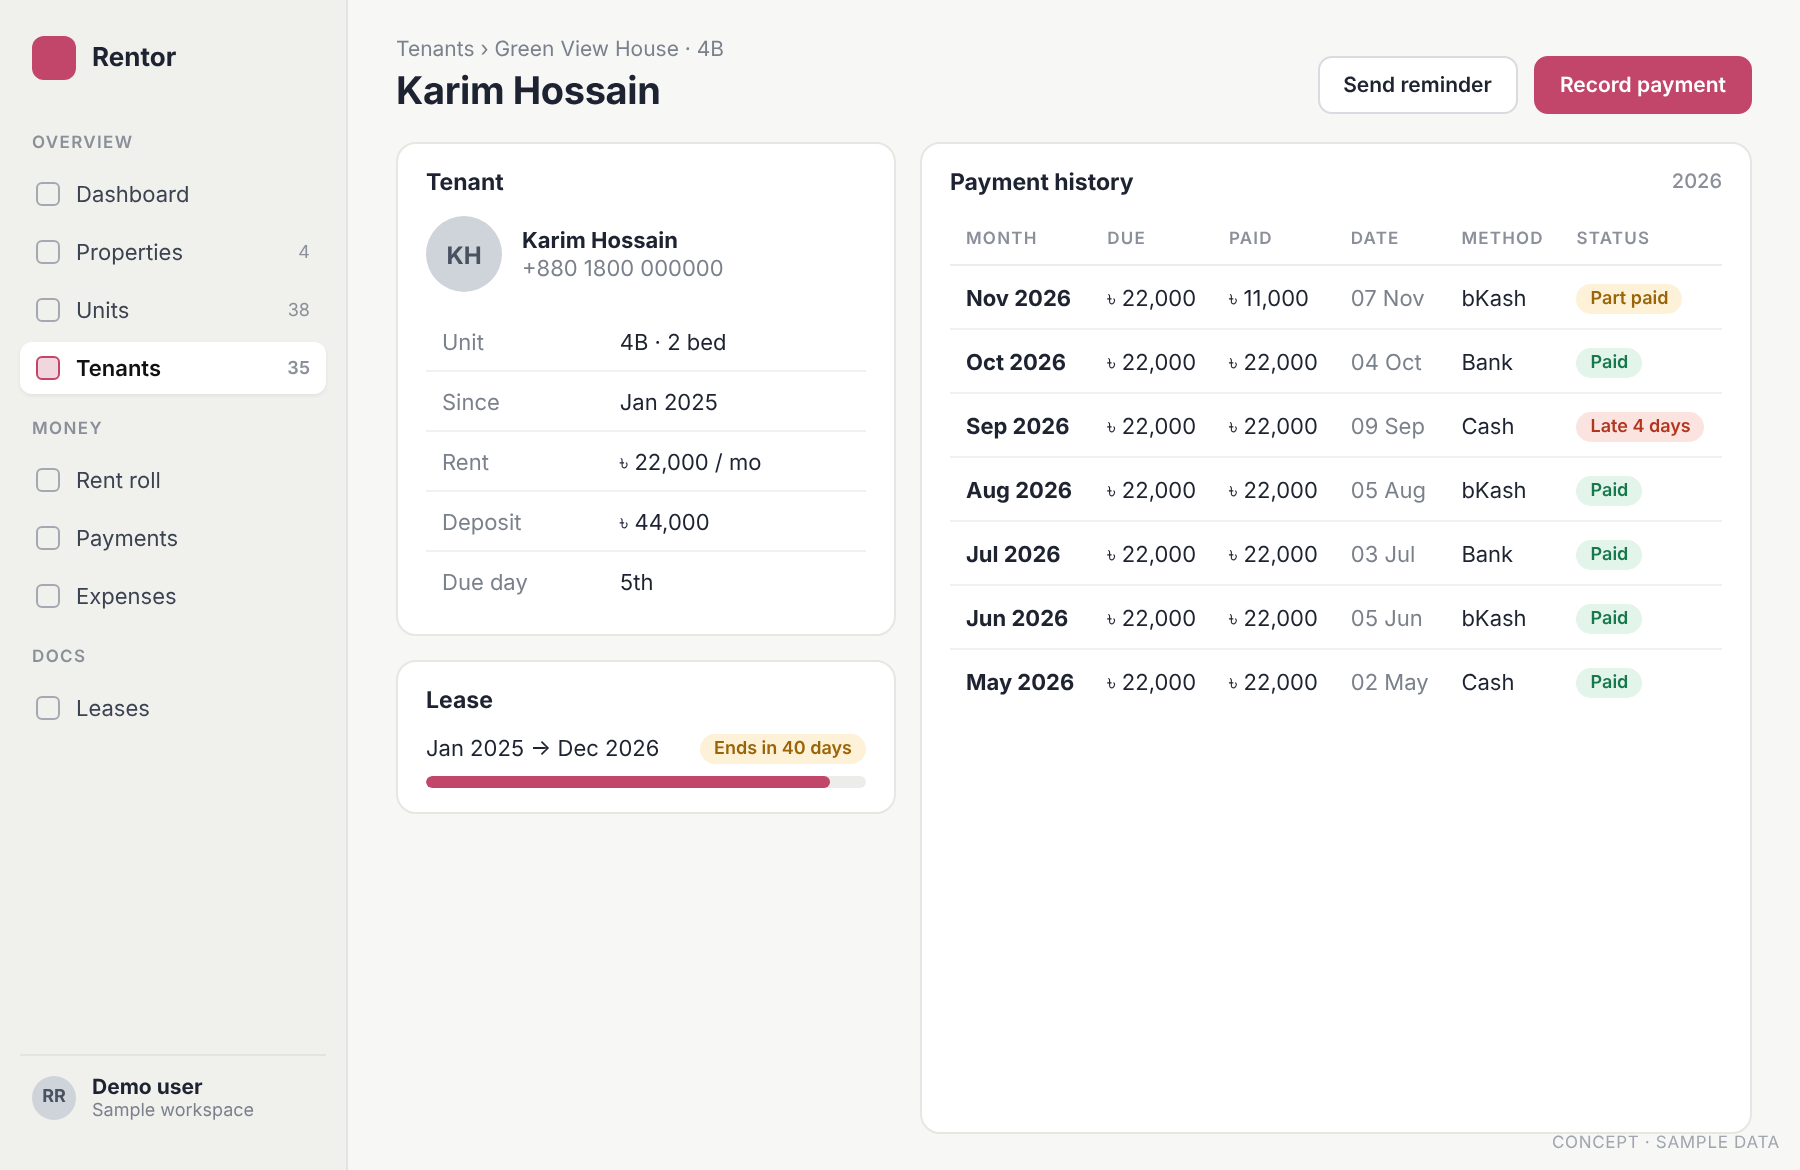 Rentor
OVERVIEW
Dashboard
Properties 4
Units 38
Tenants 35
MONEY
Rent roll
Payments
Expenses
DOCS
Leases
RR
Demo user
Sample workspace
Tenants › Green View House · 4B
Karim Hossain
Send reminder
Record payment
Tenant
KH
Karim Hossain
+880 1800 000000
Unit 4B · 2 bed
Since Jan 2025
Rent ৳ 22,000 / mo
Deposit ৳ 44,000
Due day 5th
Lease
Jan 2025 → Dec 2026 Ends in 40 days
Payment history 2026
MONTH DUE PAID DATE METHOD STATUS
Nov 2026 ৳ 22,000 ৳ 11,000 07 Nov bKash Part paid
Oct 2026 ৳ 22,000 ৳ 22,000 04 Oct Bank Paid
Sep 2026 ৳ 22,000 ৳ 22,000 09 Sep Cash Late 4 days
Aug 2026 ৳ 22,000 ৳ 22,000 05 Aug bKash Paid
Jul 2026 ৳ 22,000 ৳ 22,000 03 Jul Bank Paid
Jun 2026 ৳ 22,000 ৳ 22,000 05 Jun bKash Paid
May 2026 ৳ 22,000 ৳ 22,000 02 May Cash Paid
CONCEPT · SAMPLE DATA